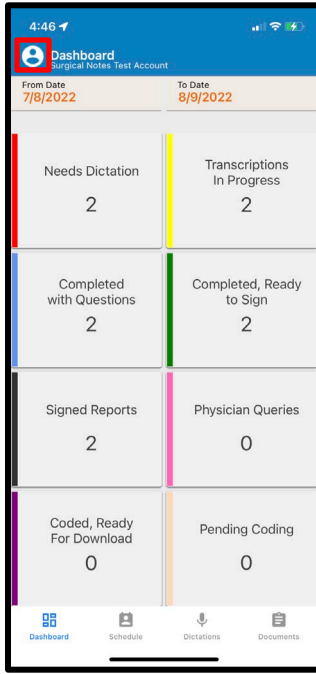 4:46
Dashboard
Surgical Notes Test Account
From Date
To Date
7/8/2022
8/9/2022
Needs Dictation
2
Transcriptions
In Progress
2
Completed
with Questions
2
Completed, Ready
to Sign
2
Signed Reports
2
Physician Queries
0
Coded, Ready
For Download
0
Pending Coding
0
Dashboard
Schedule
Dictations
Documents